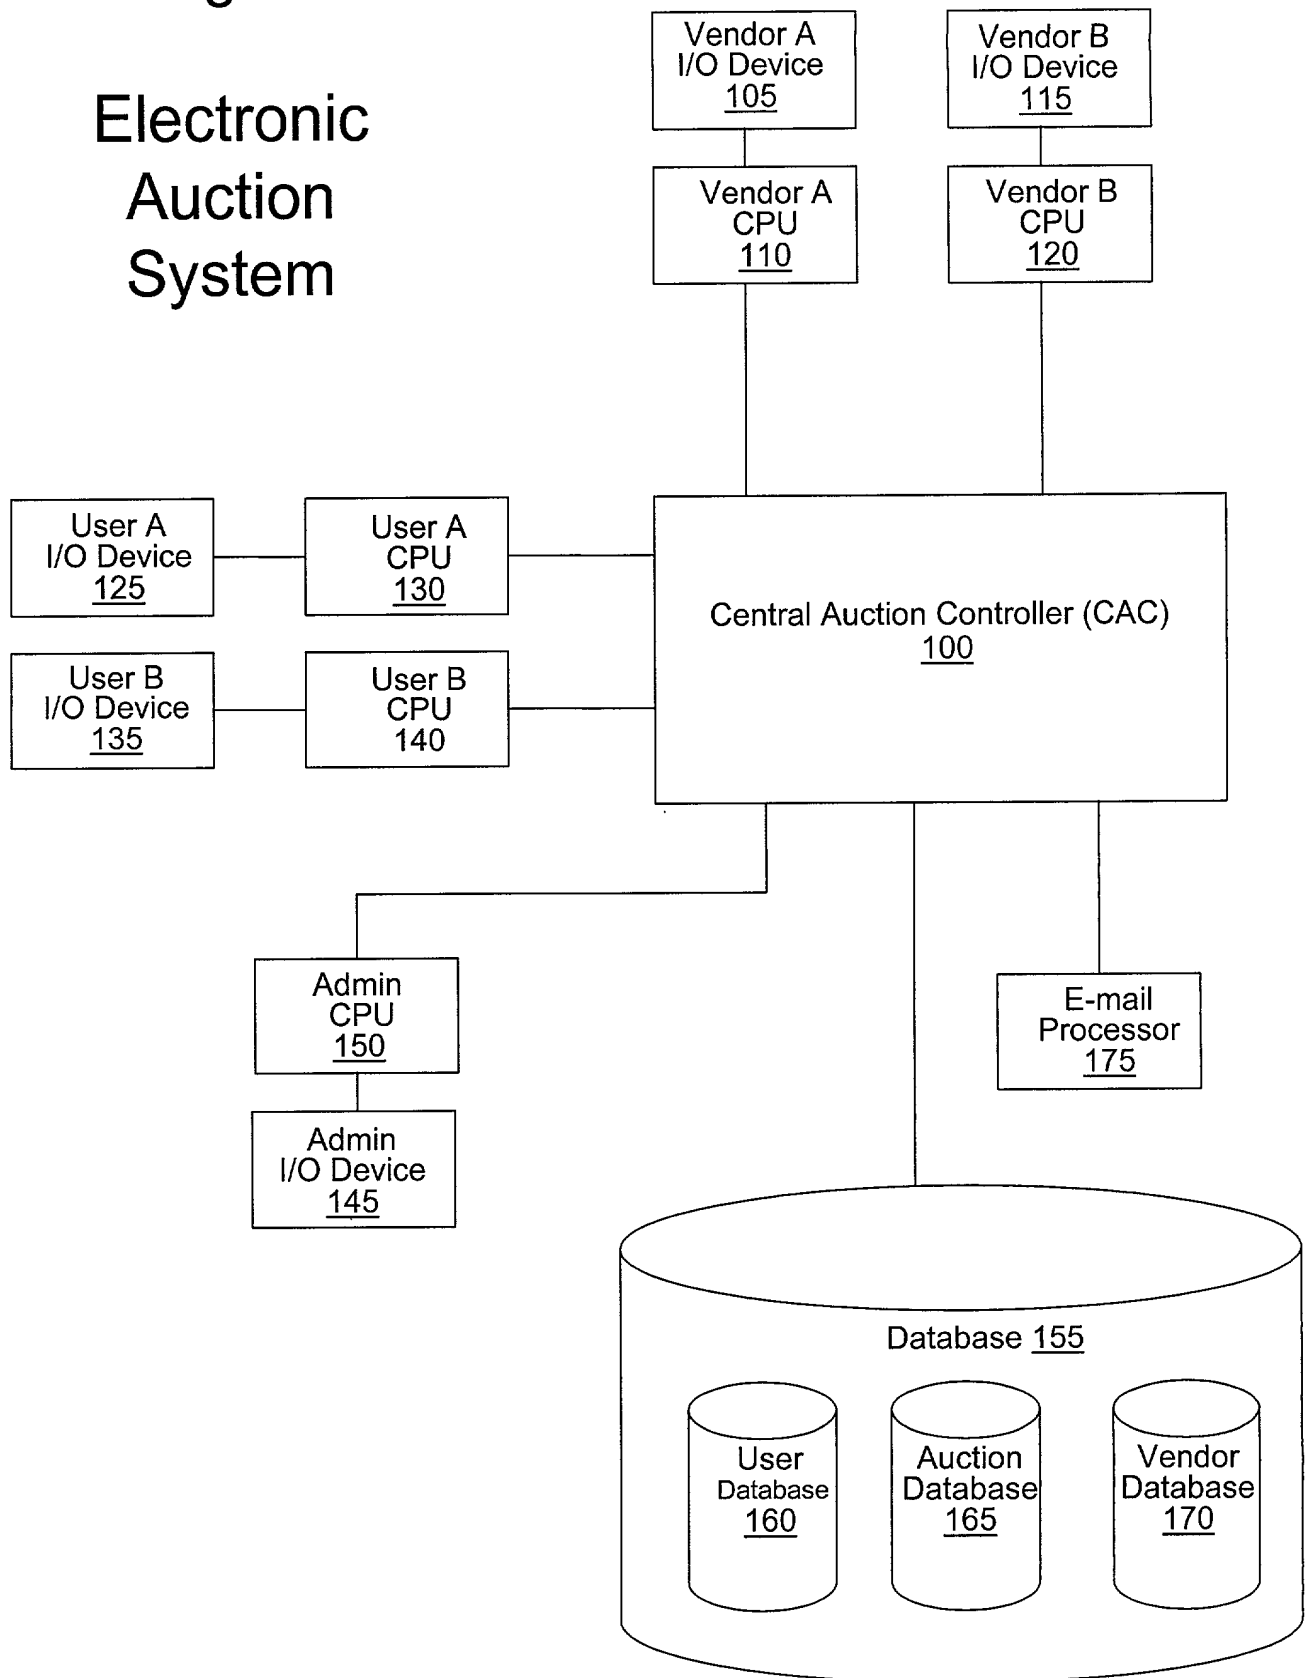 Electronic
Auction
System
Vendor A
I/O Device
105
Vendor B
I/O Device
115
Vendor A
CPU
110
Vendor B
CPU
120
User A
I/O Device
125
User A
CPU
130
Central Auction Controller (CAC)
100
User B
I/O Device
135
User B
CPU
140
Admin
CPU
150
E-mail
Processor
175
Admin
I/O Device
145
Database 155
User
Database
160
Auction
Database
165
Vendor
Database
170